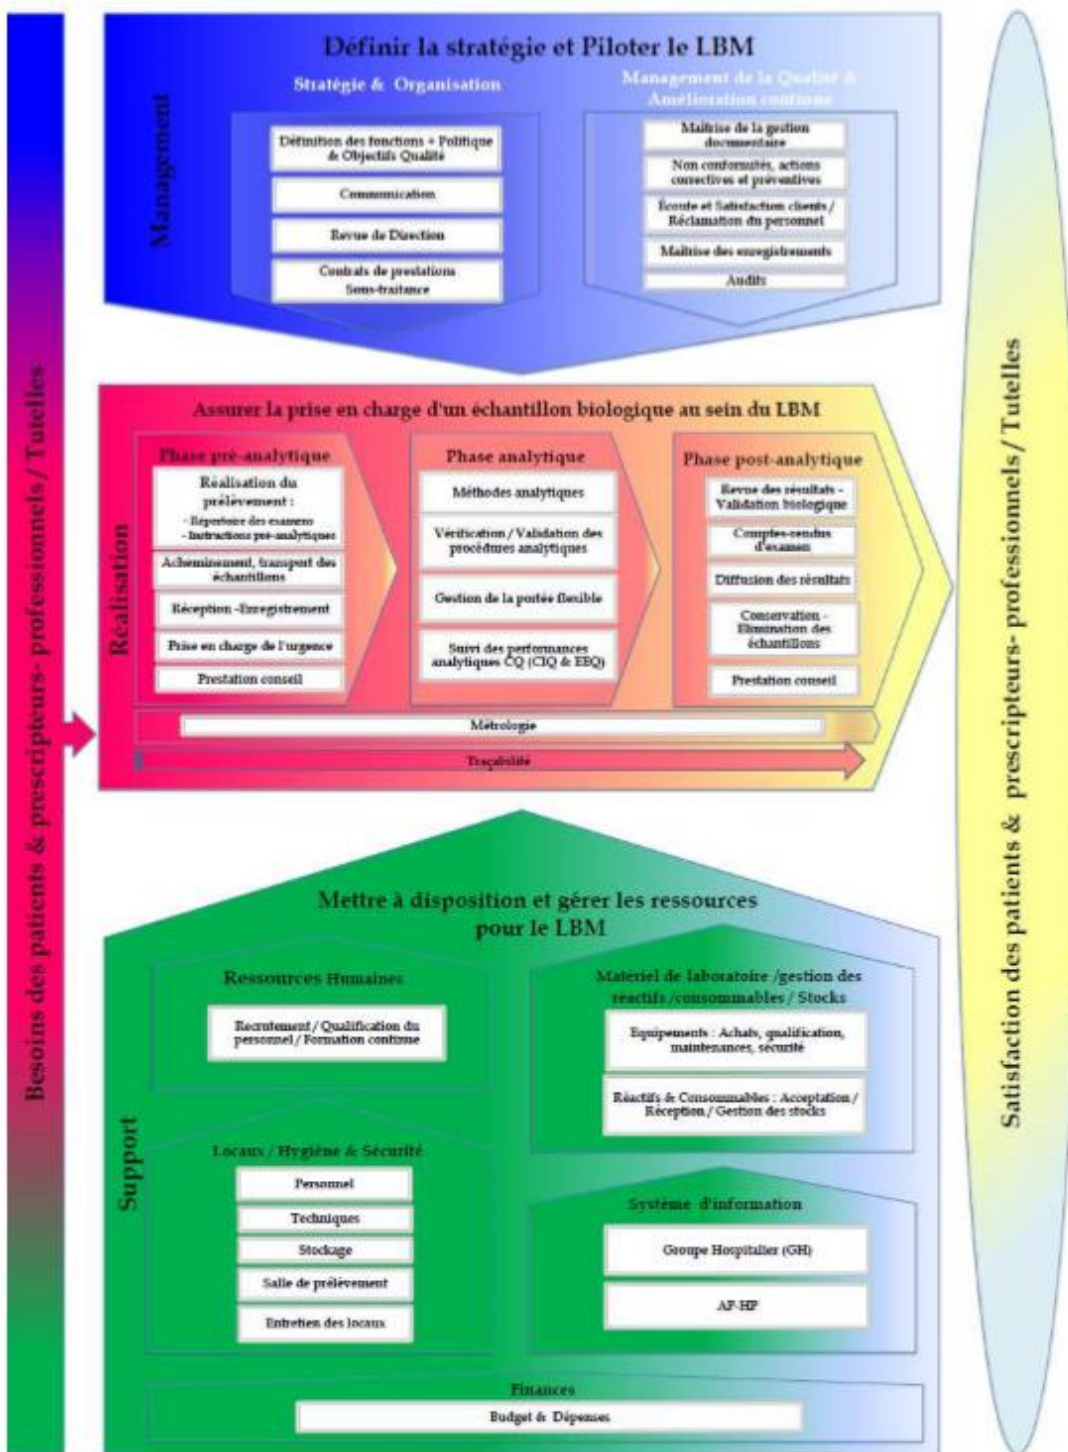 Besoins des patients & prescripteurs- professionnels / Tutelles
Définir la stratégie et Piloter le LBM
Management
Stratégie & Organisation
Définition des fonctions + Politique
& Objectifs Qualité
Communication
Revue de Direction
Contrats de prestations
Sous-traitance
Management de la Qualité &
Amélioration continue
Maîtrise de la gestion
documentaire
Non conformités, actions
correctives et préventives
Écoute et Satisfaction clients /
Réclamation du personnel
Maîtrise des enregistrements
Audits
Réalisation
Assurer la prise en charge d'un échantillon biologique au sein du LBM
Phase pré-analytique
Réalisation du
prélèvement :
- Répertoire des examens
- Instructions pré-analytiques
Acheminement, transport des
échantillons
Réception -Enregistrement
Prise en charge de l'urgence
Prestation conseil
Phase analytique
Méthodes analytiques
Vérification / Validation des
procédures analytiques
Gestion de la portée flexible
Suivi des performances
analytiques CQ (CIQ & EEQ)
Phase post-analytique
Revue des résultats -
Validation biologique
Comptes-rendus
d'examen
Diffusion des résultats
Conservation -
Elimination des
échantillons
Prestation conseil
Métrologie
Traçabilité
Support
Mettre à disposition et gérer les ressources
pour le LBM
Ressources Humaines
Recrutement / Qualification du
personnel / Formation continue
Matériel de laboratoire /gestion des
réactifs /consommables / Stocks
Equipements : Achats, qualification,
maintenances, sécurité
Réactifs & Consommables : Acceptation /
Réception / Gestion des stocks
Locaux / Hygiène & Sécurité
Personnel
Techniques
Stockage
Salle de prélèvement
Entretien des locaux
Système d'information
Groupe Hospitalier (GH)
AP-HP
Finances
Budget & Dépenses
Satisfaction des patients & prescripteurs- professionnels / Tutelles